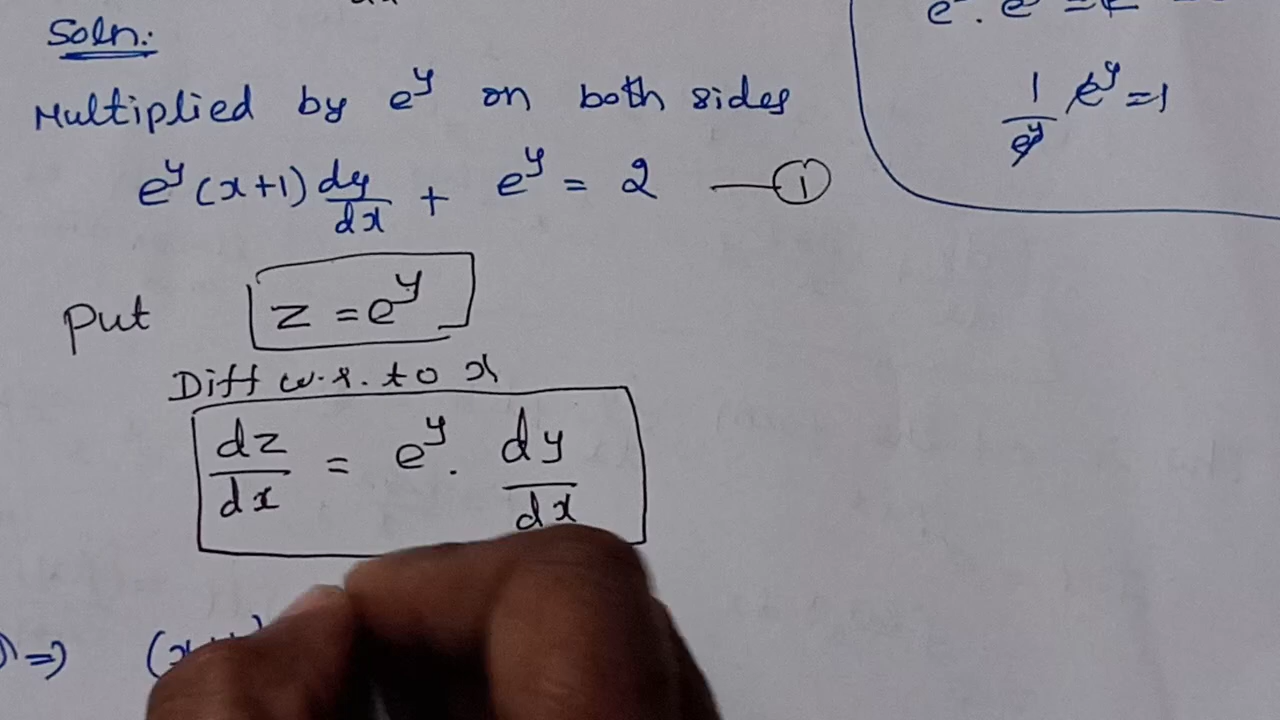 Soln:
Multiplied by e^y on both sides
e^y (x+1) dy/dx + e^y = 2 —①
1/e^y e^y = 1
Put z = e^y
Diff w.r. to x
dz/dx = e^y . dy/dx
⇒ (x